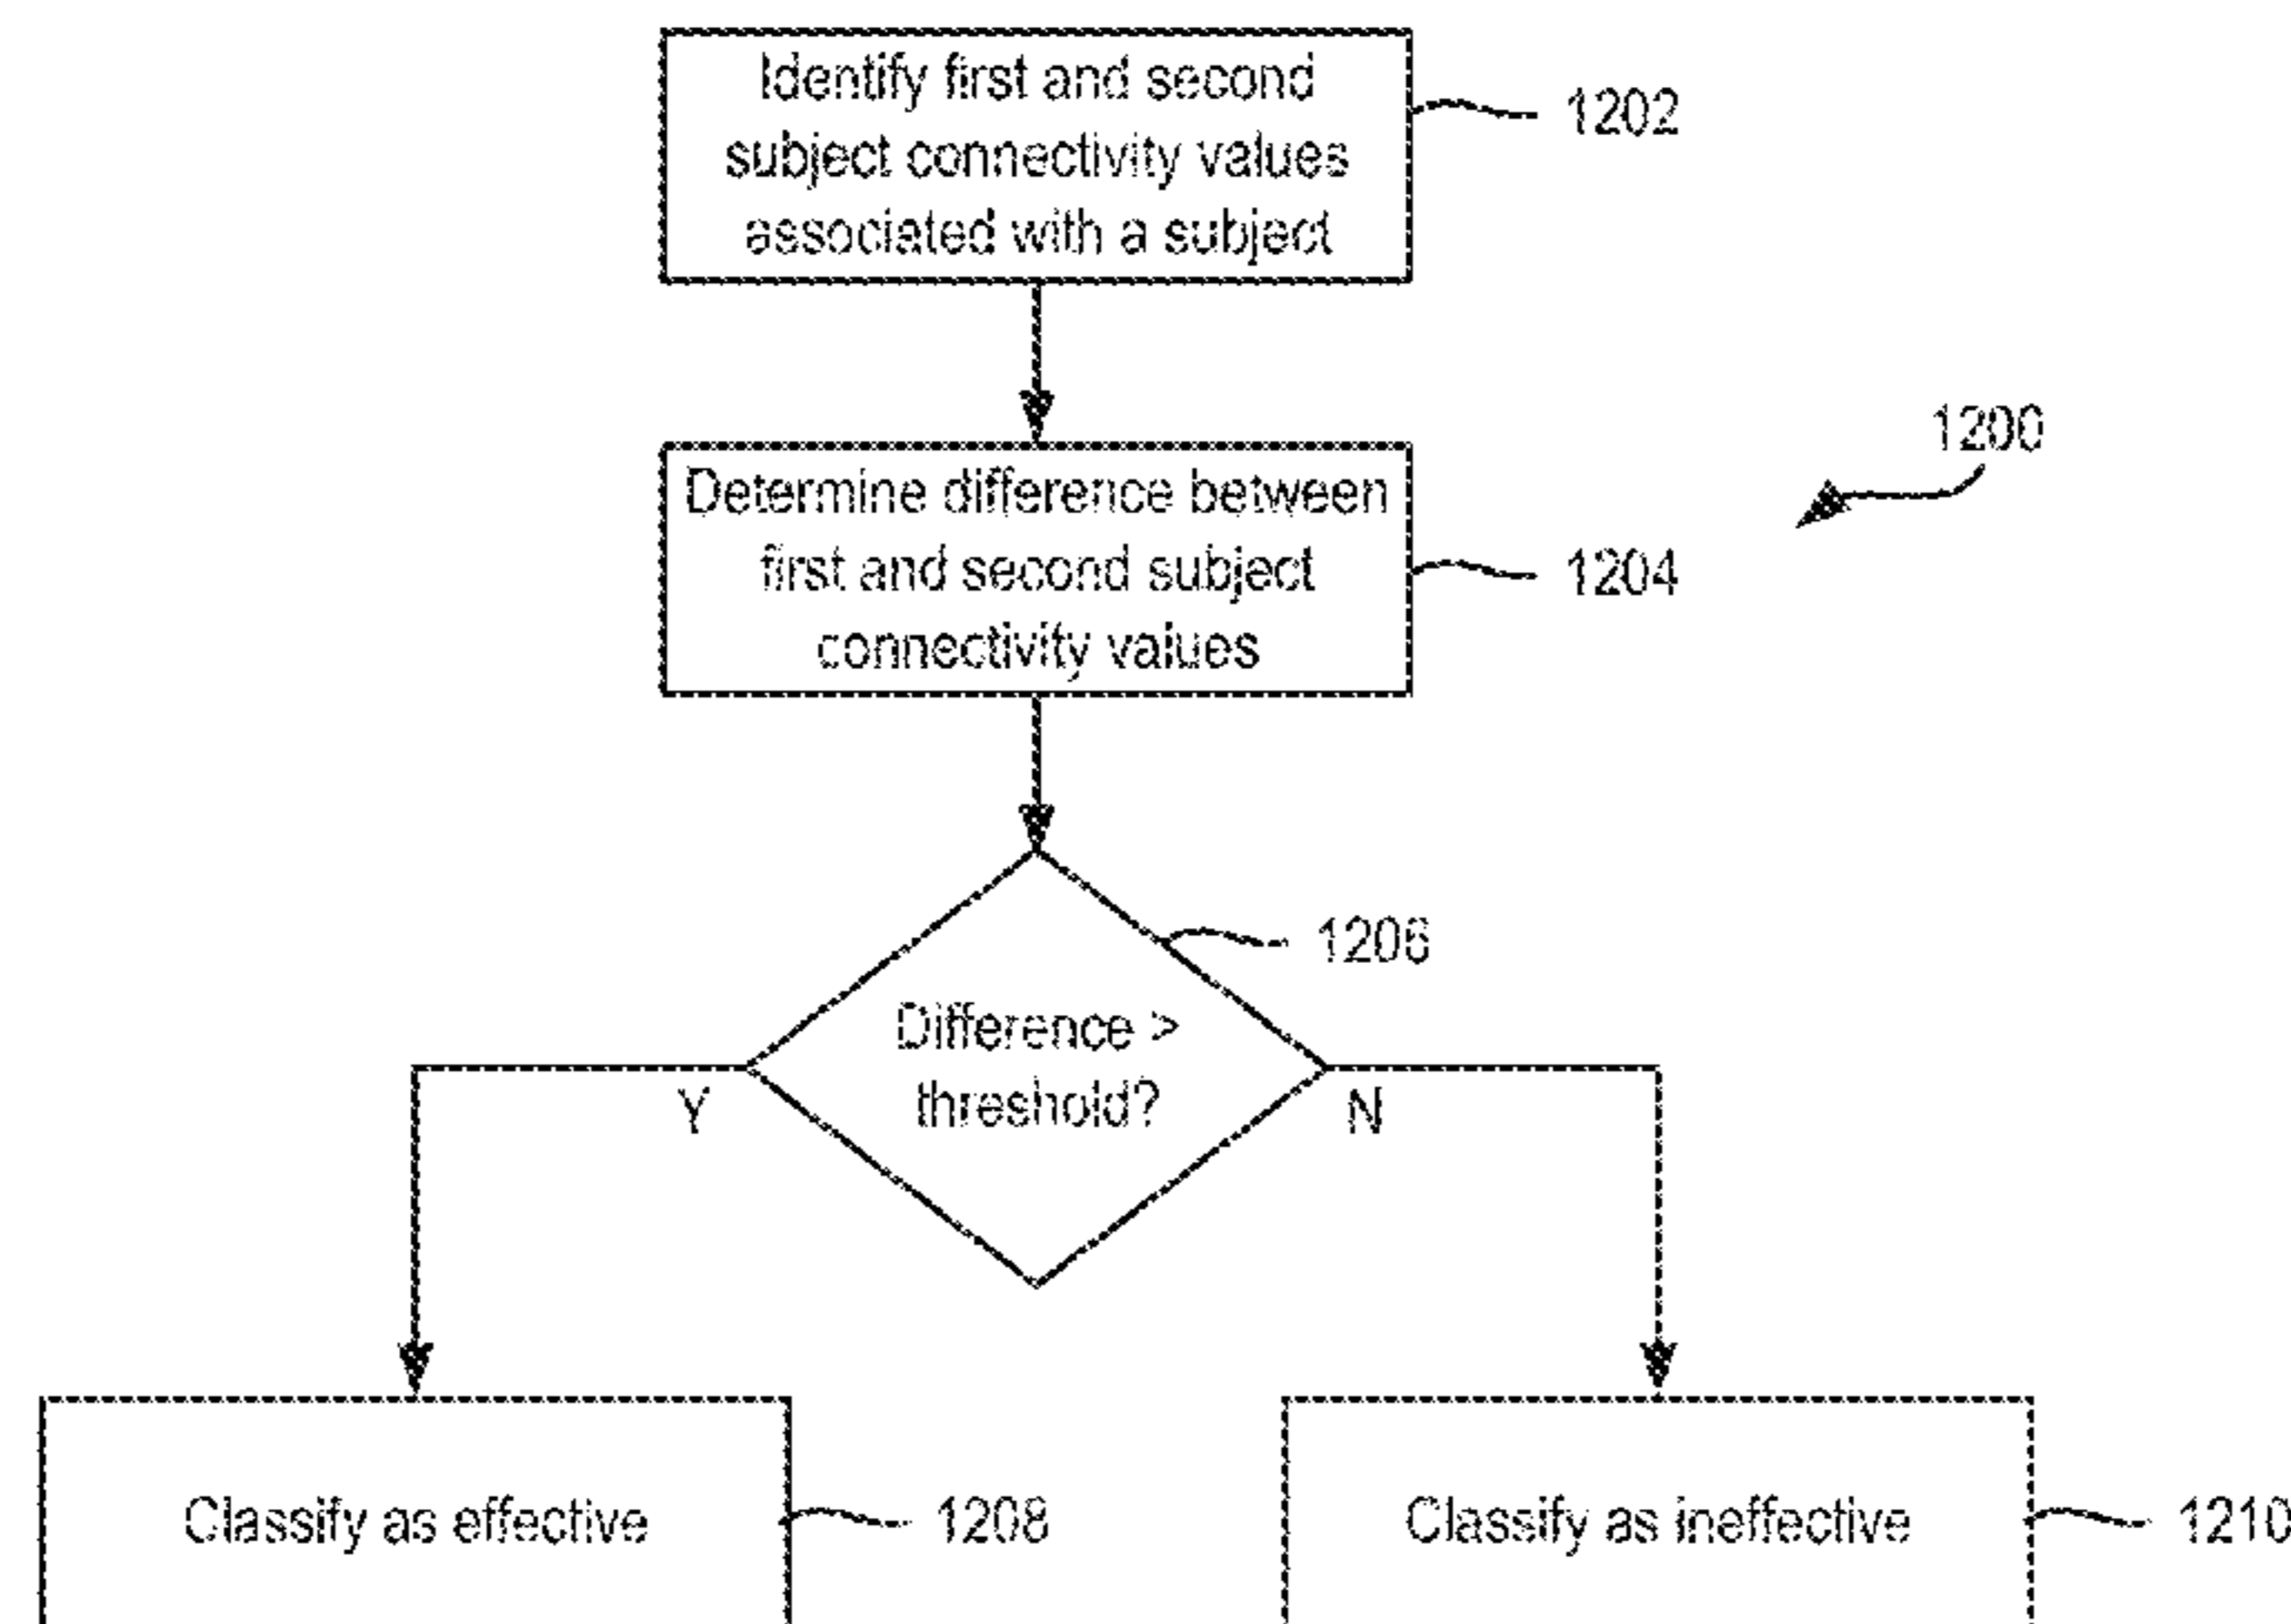 Identify first and second
subject connectivity values
associated with a subject
1202
1200
Determine difference between
first and second subject
connectivity values
1204
1206
Difference >
threshold?
Y
N
Classify as effective
1208
Classify as ineffective
1210